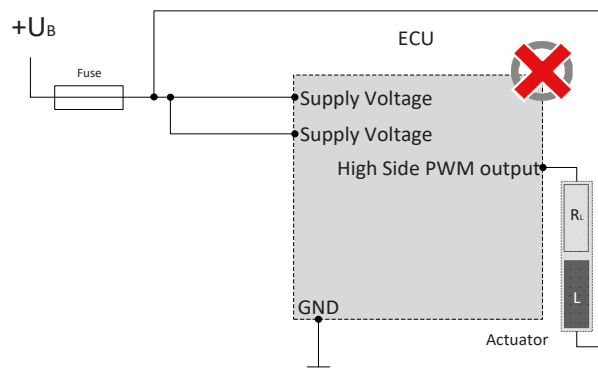 +UB
ECU
Fuse
Supply Voltage
Supply Voltage
High Side PWM output
RL
L
GND
Actuator